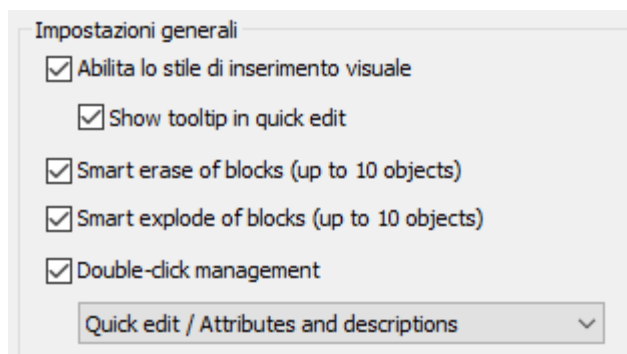 Impostazioni generali
Abilita lo stile di inserimento visuale
Show tooltip in quick edit
Smart erase of blocks (up to 10 objects)
Smart explode of blocks (up to 10 objects)
Double-click management
Quick edit / Attributes and descriptions